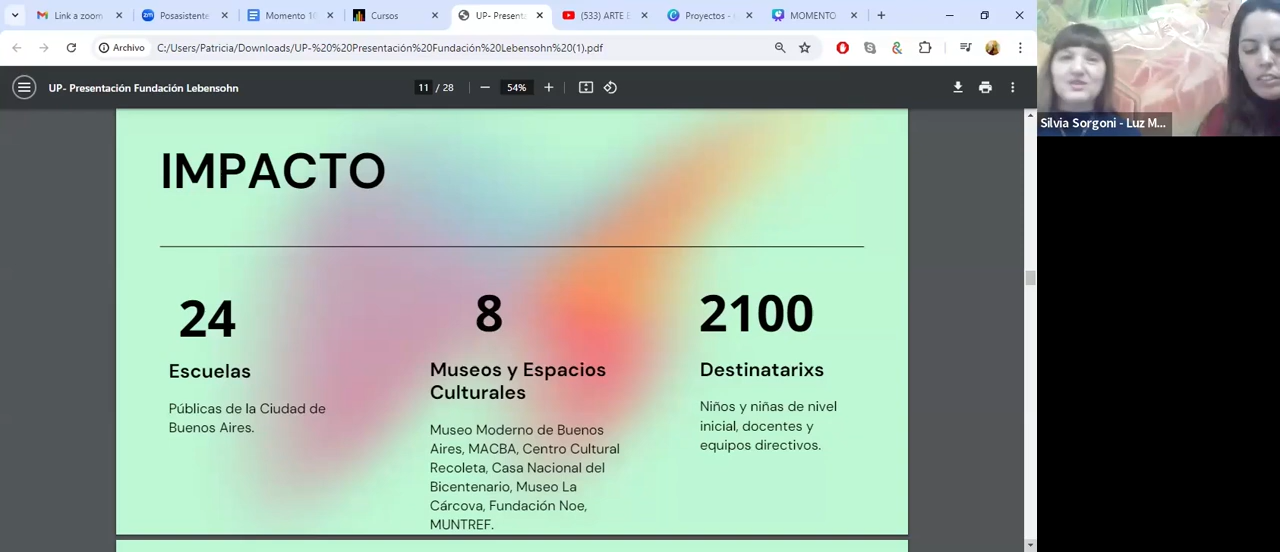 Link a zoom
Posasistente
Momento 1
Cursos
UP- Presenta
(533) ARTE E
Proyectos -
MOMENTO
Archivo
C:/Users/Patricia/Downloads/UP-%20%20Presentación%20Fundación%20Lebensohn%20(1).pdf
UP- Presentación Fundación Lebensohn
11 / 28
54%
Silvia Sorgoni - Luz M...
IMPACTO
24
Escuelas
Públicas de la Ciudad de
Buenos Aires.
8
Museos y Espacios
Culturales
Museo Moderno de Buenos
Aires, MACBA, Centro Cultural
Recoleta, Casa Nacional del
Bicentenario, Museo La
Cárcova, Fundación Noe,
MUNTREF.
2100
Destinatarixs
Niños y niñas de nivel
inicial, docentes y
equipos directivos.